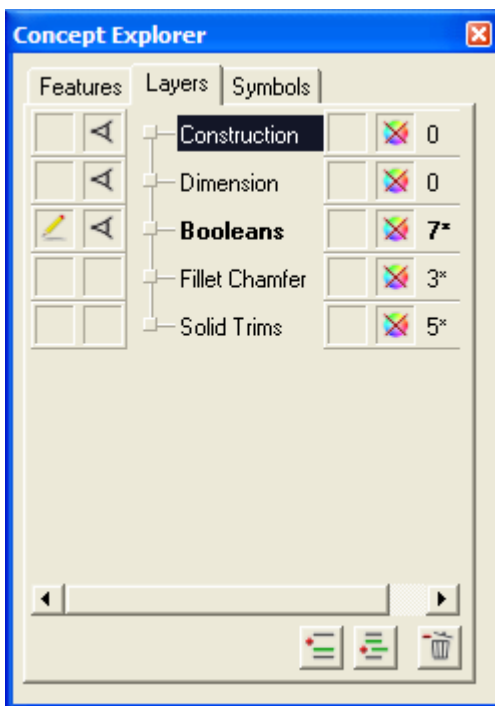 Concept Explorer
Features Layers Symbols
Construction 0
Dimension 0
Booleans 7*
Fillet Chamfer 3*
Solid Trims 5*